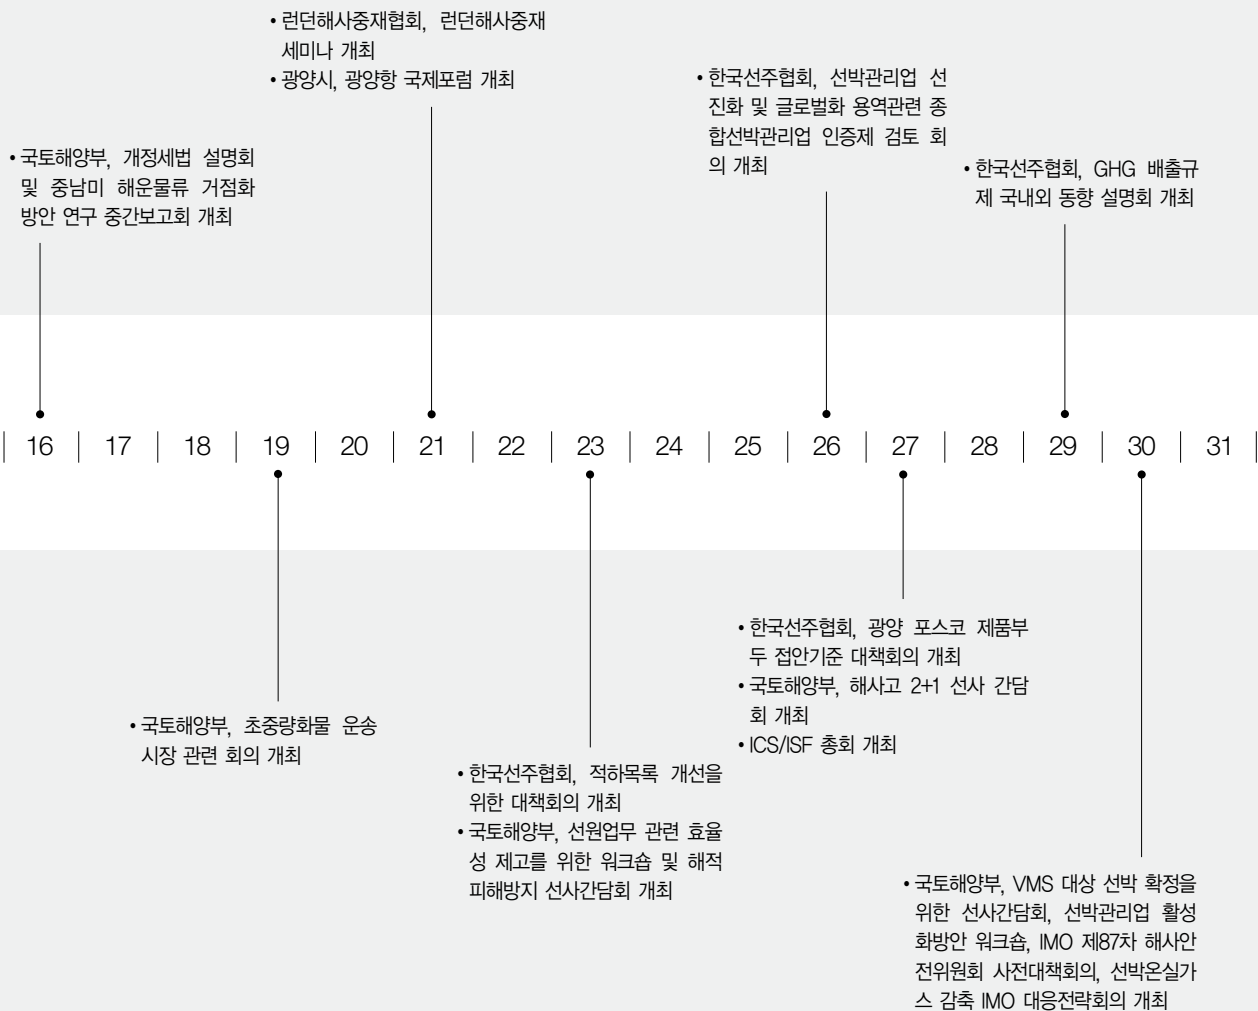 • 런던해사중재협회, 런던해사중재
세미나 개최
• 광양시, 광양항 국제포럼 개최
• 한국선주협회, 선박관리업 선
진화 및 글로벌화 용역관련 종
합선박관리업 인증제 검토 회
의 개최
• 국토해양부, 개정세법 설명회
및 중남미 해운물류 거점화
방안 연구 중간보고회 개최
• 한국선주협회, GHG 배출규
제 국내외 동향 설명회 개최
16 17 18 19 20 21 22 23 24 25 26 27 28 29 30 31
• 국토해양부, 초중량화물 운송
시장 관련 회의 개최
• 한국선주협회, 적하목록 개선을
위한 대책회의 개최
• 국토해양부, 선원업무 관련 효율
성 제고를 위한 워크숍 및 해적
피해방지 선사간담회 개최
• 한국선주협회, 광양 포스코 제품부
두 접안기준 대책회의 개최
• 국토해양부, 해사고 2+1 선사 간담
회 개최
• ICS/ISF 총회 개최
• 국토해양부, VMS 대상 선박 확정을
위한 선사간담회, 선박관리업 활성
화방안 워크숍, IMO 제87차 해사안
전위원회 사전대책회의, 선박온실가
스 감축 IMO 대응전략회의 개최